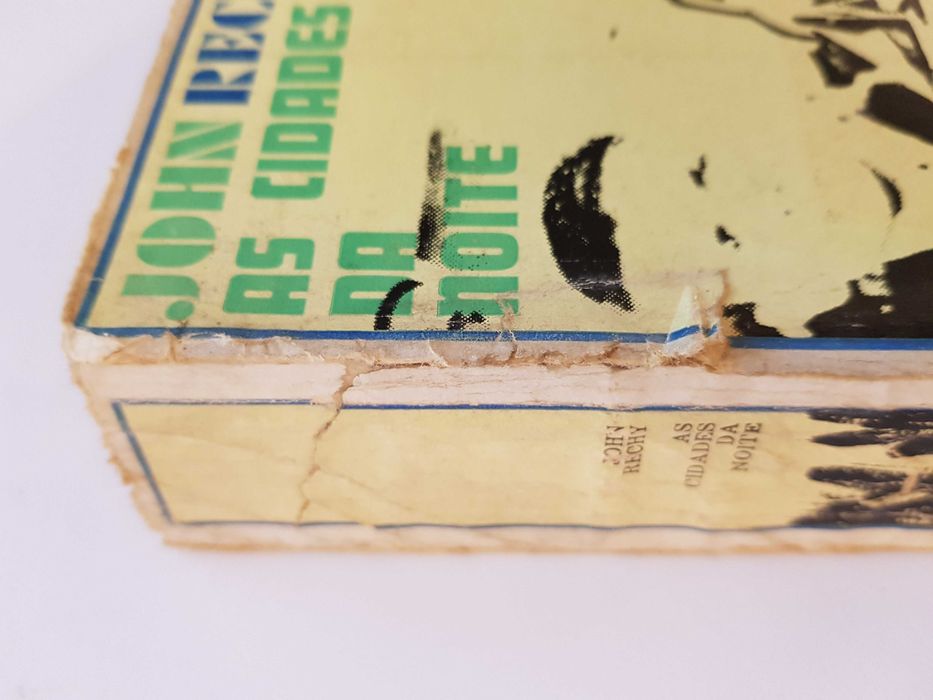 JOHN REC
AS CIDADES
DA
NOITE
JOHN
RECHY
AS
CIDADES
DA
NOITE